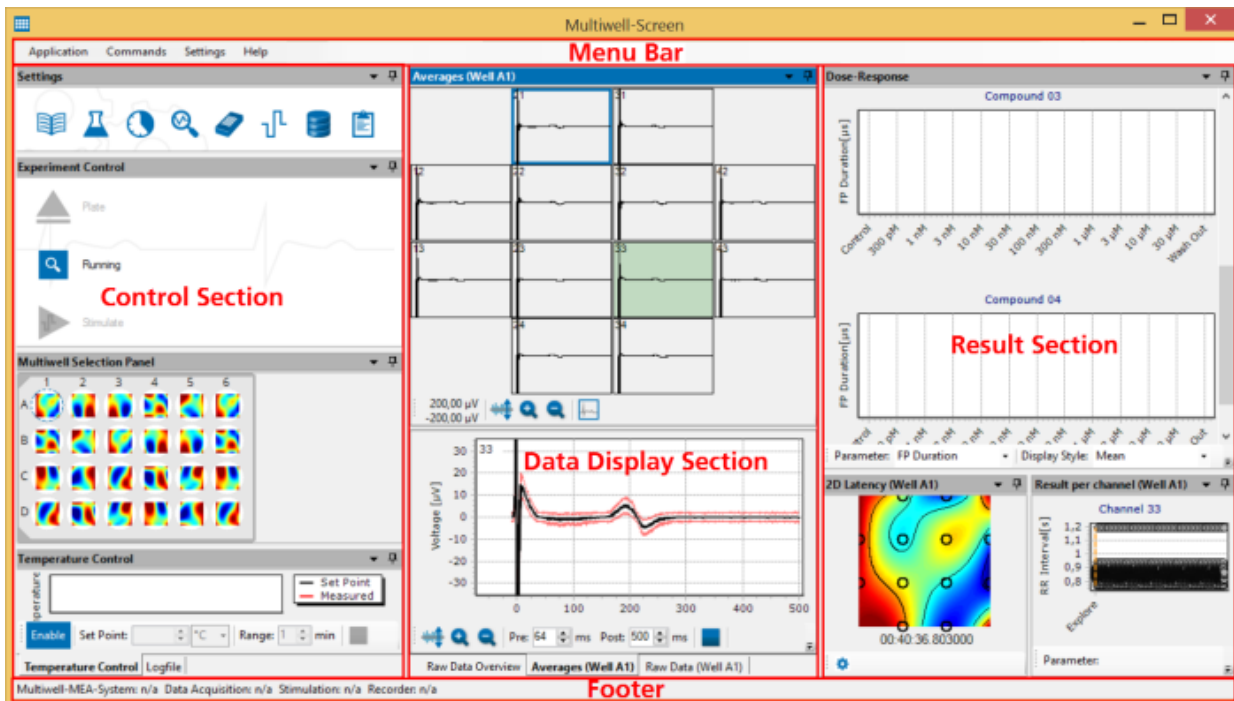 Multiwell-Screen
Application Commands Settings Help
Menu Bar
Settings
Experiment Control
Plate
Running
Control Section
Stimulate
Multiwell Selection Panel
1 2 3 4 5 6
A
B
C
D
Temperature Control
Set Point
Measured
Enable Set Point: °C Range: 1 min
Temperature Control Logfile
Averages (Well A1)
21 31
12 22 32 42
13 23 33 43
24 34
200,00 µV
-200,00 µV
33
Data Display Section
Voltage [µV]
30
20
10
0
-10
-20
-30
0 100 200 300 400 500
Pre: 64 ms Post: 500 ms
Raw Data Overview Averages (Well A1) Raw Data (Well A1)
Dose-Response
Compound 03
FP Duration[µs]
Control 300 pM 1 nM 3 nM 10 nM 30 nM 100 nM 300 nM 1 µM 3 µM 10 µM 30 µM Wash Out
Compound 04
Result Section
FP Duration[µs]
Parameter: FP Duration Display Style: Mean
2D Latency (Well A1)
00:40:36.803000
Result per channel (Well A1)
Channel 33
RR Interval[s]
1,2
1,1
1
0,9
0,8
Explore
Parameter:
Multiwell-MEA-System: n/a Data Acquisition: n/a Stimulation: n/a Recorder: n/a
Footer